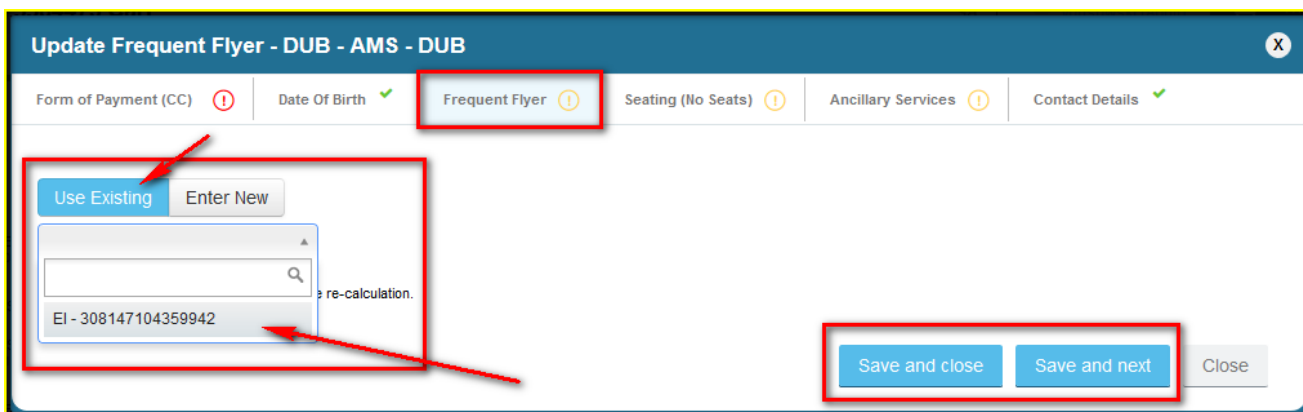 Update Frequent Flyer - DUB - AMS - DUB
X
Form of Payment (CC) ! Date Of Birth Frequent Flyer ! Seating (No Seats) ! Ancillary Services ! Contact Details
Use Existing Enter New
re-calculation.
EI - 308147104359942
Save and close Save and next Close